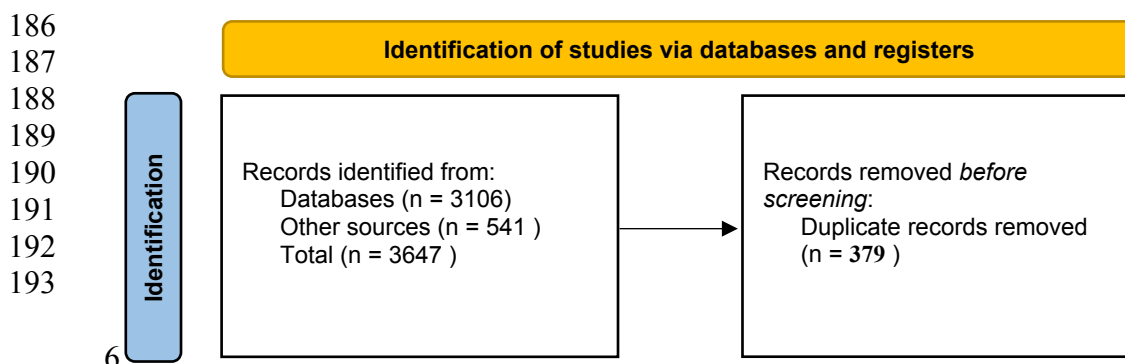 186
187
188
189
190
191
192
193
6
Identification of studies via databases and registers
Identification
Records identified from:
Databases (n = 3106)
Other sources (n = 541 )
Total (n = 3647 )
Records removed before
screening:
Duplicate records removed
(n = 379 )